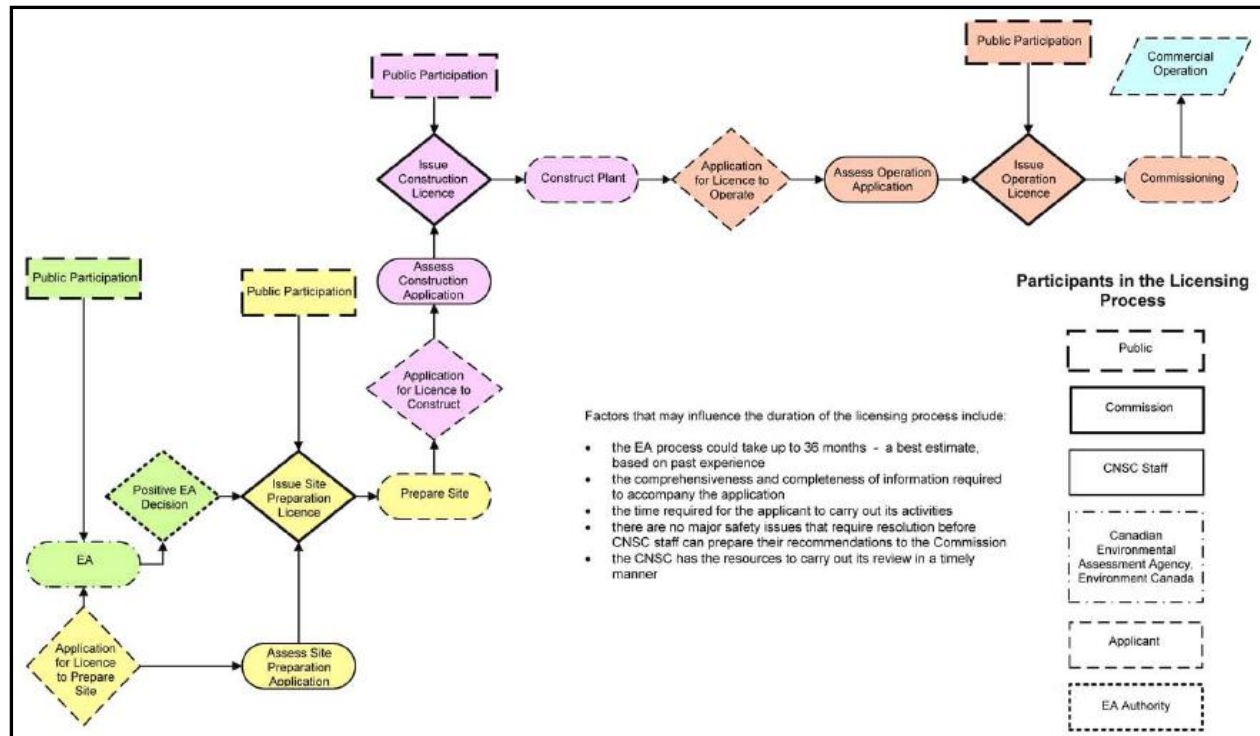 Public Participation
Commercial
Operation
Public Participation
Issue
Construction
Licence
Construct Plant
Application
for Licence to
Operate
Assess Operation
Application
Issue
Operation
Licence
Commissioning
Public Participation
Public Participation
Assess
Construction
Application
Application
for Licence to
Construct
Positive EA
Decision
Issue Site
Preparation
Licence
Prepare Site
EA
Application
for Licence
to Prepare
Site
Assess Site
Preparation
Application
Factors that may influence the duration of the licensing process include:
• the EA process could take up to 36 months - a best estimate,
based on past experience
• the comprehensiveness and completeness of information required
to accompany the application
• the time required for the applicant to carry out its activities
• there are no major safety issues that require resolution before
CNSC staff can prepare their recommendations to the Commission
• the CNSC has the resources to carry out its review in a timely
manner
Participants in the Licensing
Process
Public
Commission
CNSC Staff
Canadian
Environmental
Assessment Agency,
Environment Canada
Applicant
EA Authority